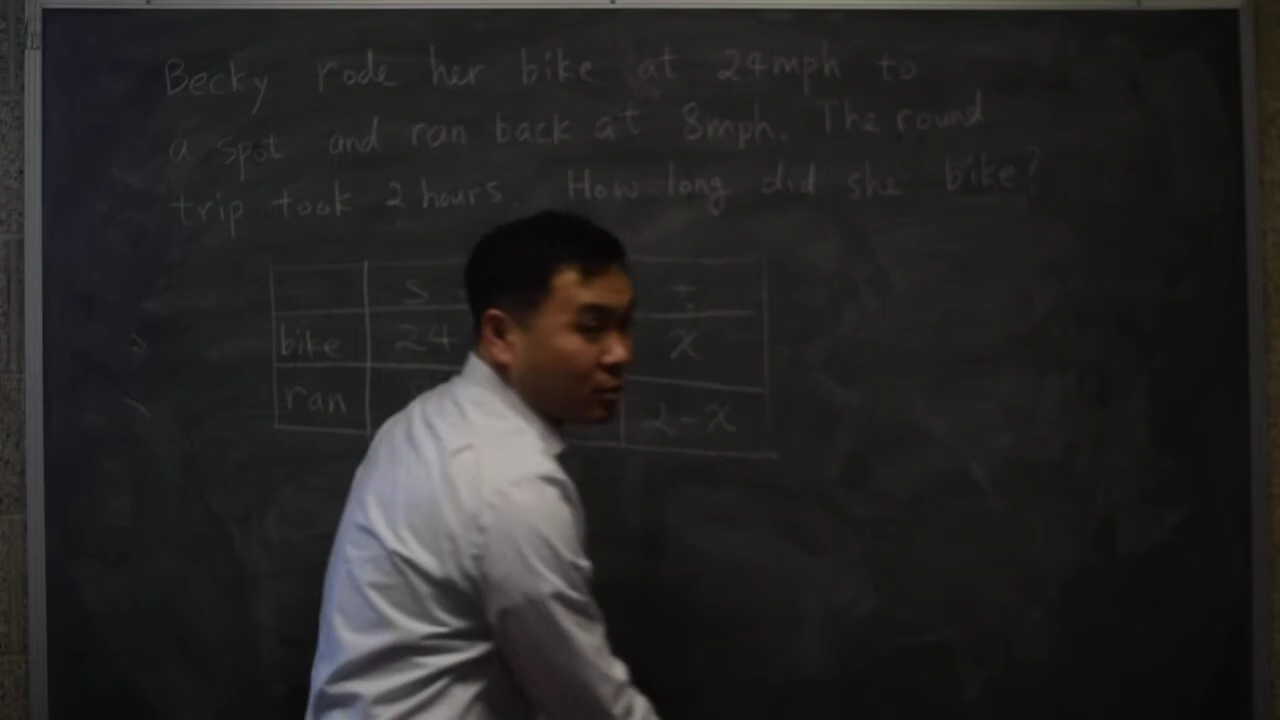 Becky rode her bike at 24mph to
a spot and ran back at 8mph. The round
trip took 2 hours. How long did she bike?
s t
bike 24 x
ran 2-x